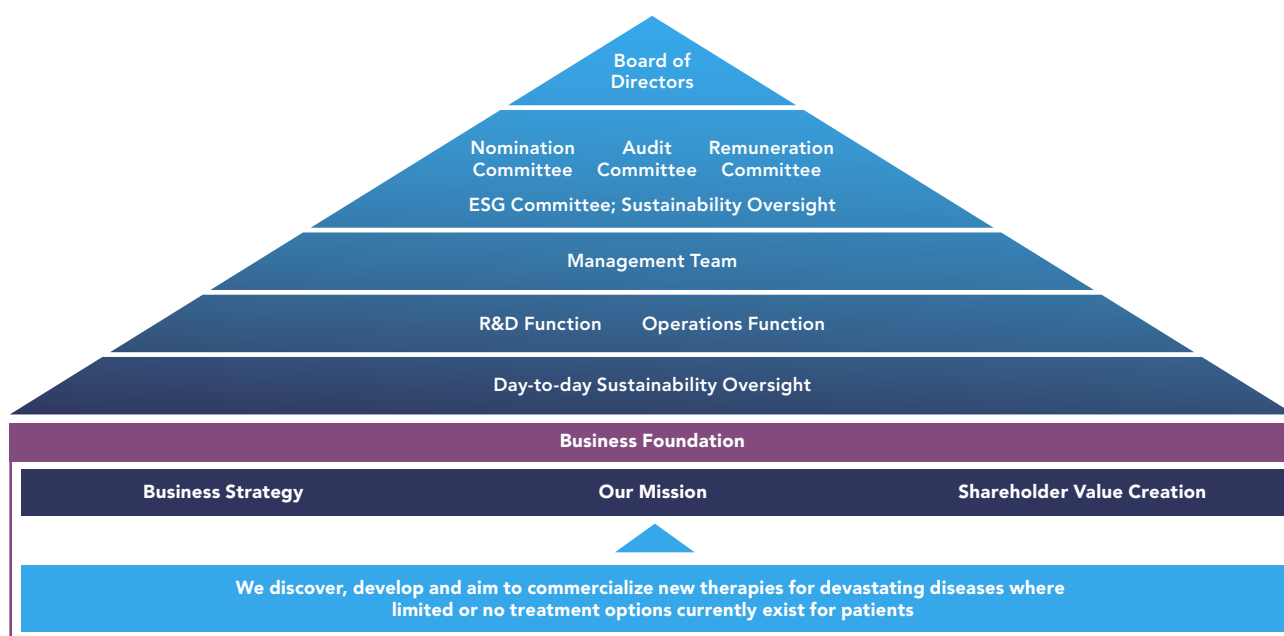 Board of
Directors
Nomination Committee
Audit Committee
Remuneration Committee
ESG Committee; Sustainability Oversight
Management Team
R&D Function Operations Function
Day-to-day Sustainability Oversight
Business Foundation
Business Strategy Our Mission Shareholder Value Creation
We discover, develop and aim to commercialize new therapies for devastating diseases where
limited or no treatment options currently exist for patients